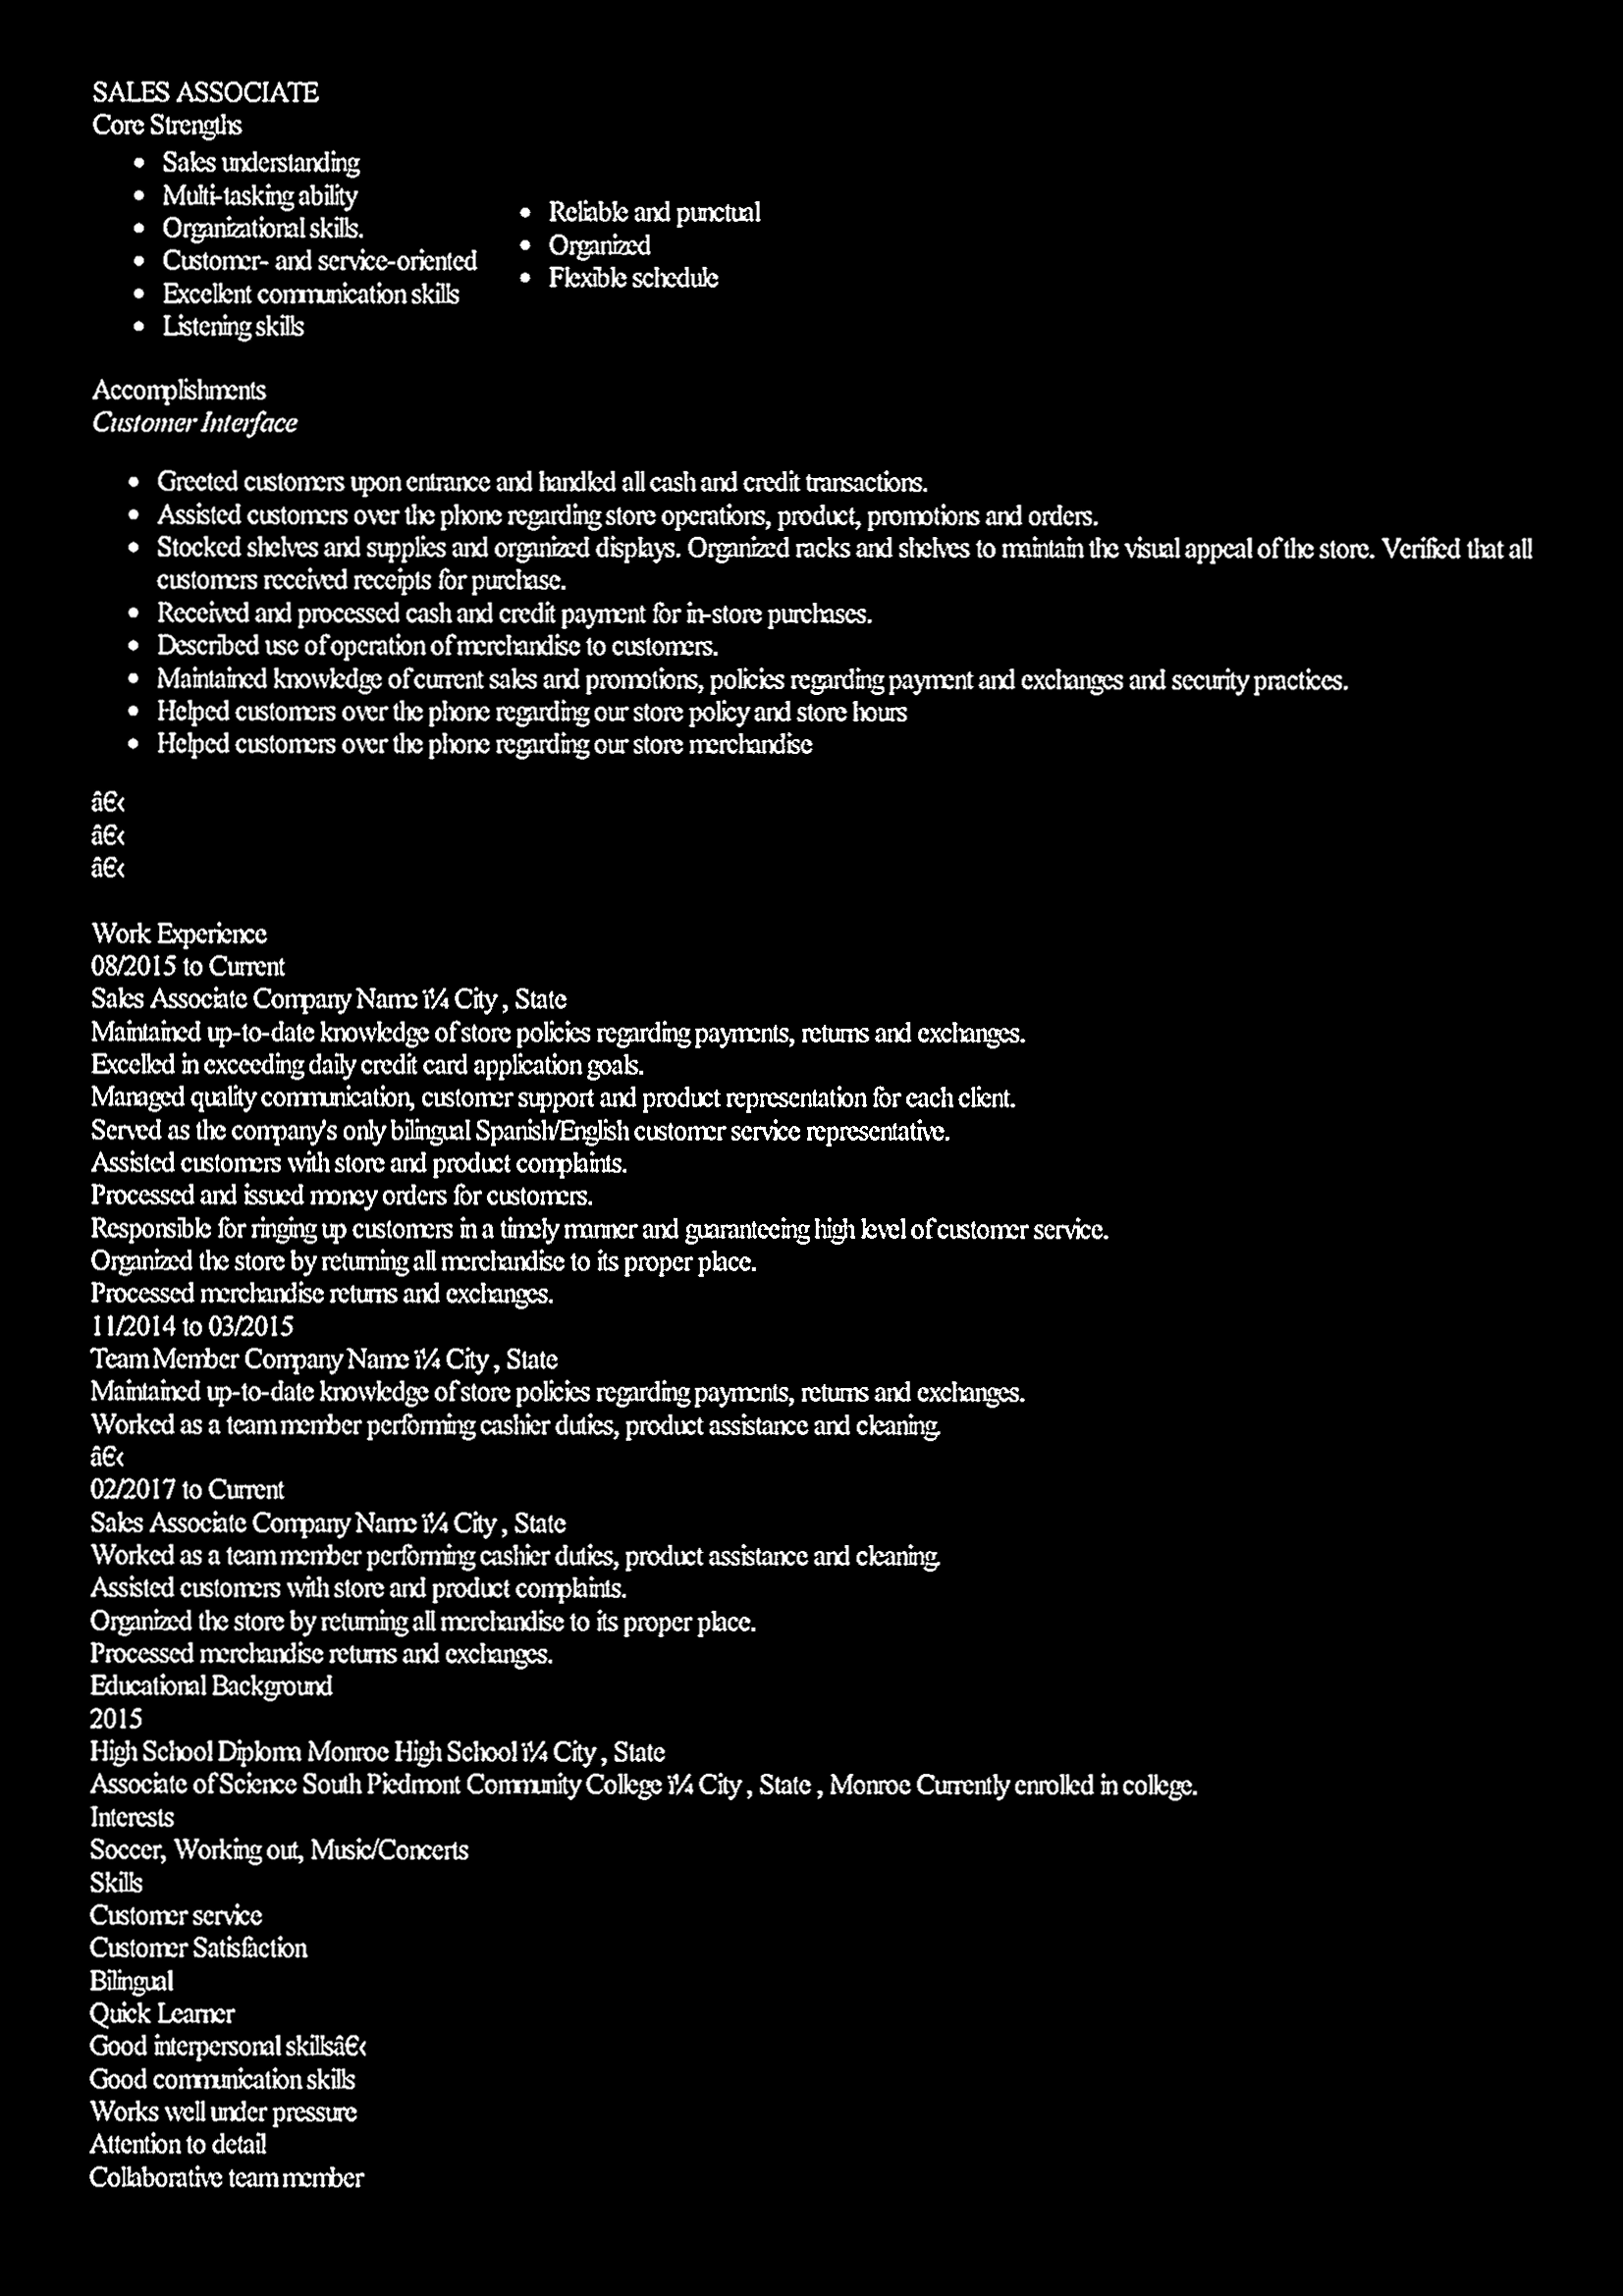 SALES ASSOCIATE
Core Strengths
• Sales understanding
• Multi-tasking ability
• Organizational skills.
• Customer- and service-oriented
• Excellent communication skills
• Listening skills
• Reliable and punctual
• Organized
• Flexible schedule
Accomplishments
Customer Interface
• Greeted customers upon entrance and handled all cash and credit transactions.
• Assisted customers over the phone regarding store operations, product, promotions and orders.
• Stocked shelves and supplies and organized displays. Organized racks and shelves to maintain the visual appeal of the store. Verified that all
customers received receipts for purchase.
• Received and processed cash and credit payment for in-store purchases.
• Described use of operation of merchandise to customers.
• Maintained knowledge of current sales and promotions, policies regarding payment and exchanges and security practices.
• Helped customers over the phone regarding our store policy and store hours
• Helped customers over the phone regarding our store merchandise
â€‹
â€‹
â€‹
Work Experience
08/2015 to Current
Sales Associate Company Name ï¼ City , State
Maintained up-to-date knowledge of store policies regarding payments, returns and exchanges.
Excelled in exceeding daily credit card application goals.
Managed quality communication, customer support and product representation for each client.
Served as the company's only bilingual Spanish/English customer service representative.
Assisted customers with store and product complaints.
Processed and issued money orders for customers.
Responsible for ringing up customers in a timely manner and guaranteeing high level of customer service.
Organized the store by returning all merchandise to its proper place.
Processed merchandise returns and exchanges.
11/2014 to 03/2015
Team Member Company Name ï¼ City , State
Maintained up-to-date knowledge of store policies regarding payments, returns and exchanges.
Worked as a team member performing cashier duties, product assistance and cleaning.
â€‹
02/2017 to Current
Sales Associate Company Name ï¼ City , State
Worked as a team member performing cashier duties, product assistance and cleaning.
Assisted customers with store and product complaints.
Organized the store by returning all merchandise to its proper place.
Processed merchandise returns and exchanges.
Educational Background
2015
High School Diploma Monroe High School ï¼ City , State
Associate of Science South Piedmont Community College ï¼ City , State , Monroe Currently enrolled in college.
Interests
Soccer, Working out, Music/Concerts
Skills
Customer service
Customer Satisfaction
Bilingual
Quick Learner
Good interpersonal skillsâ€‹
Good communication skills
Works well under pressure
Attention to detail
Collaborative team member